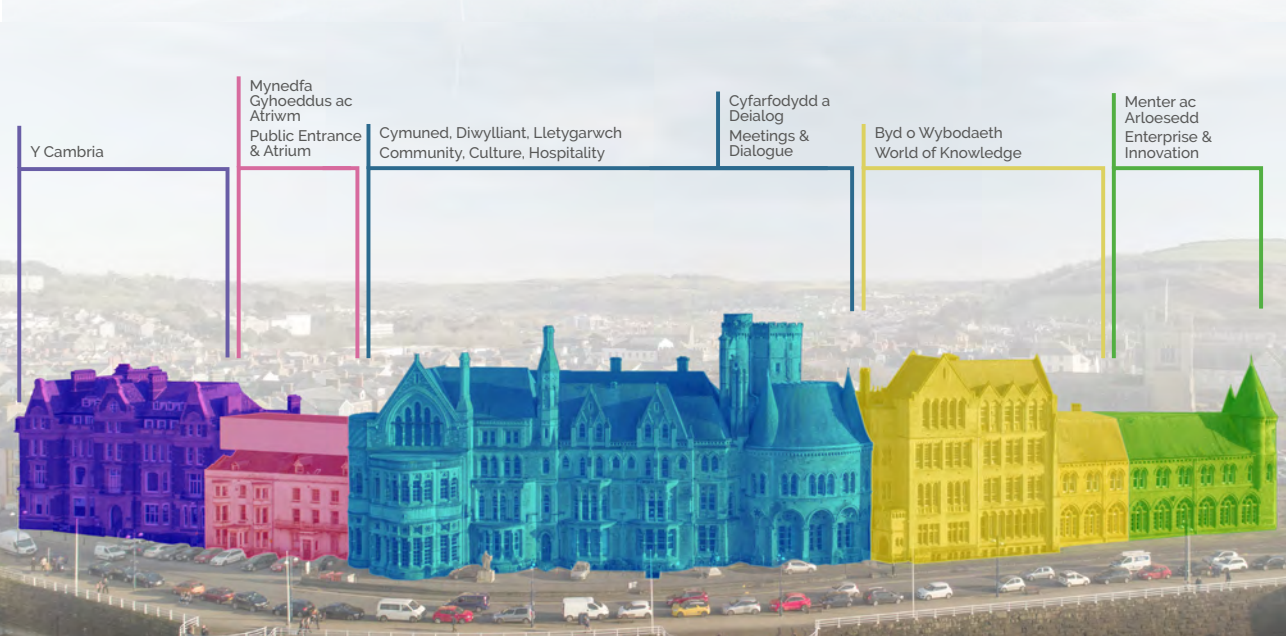 Y Cambria
Mynedfa
Gyhoeddus ac
Atriwm
Public Entrance
& Atrium
Cymuned, Diwylliant, Lletygarwch
Community, Culture, Hospitality
Cyfarfodydd a
Deialog
Meetings &
Dialogue
Byd o Wybodaeth
World of Knowledge
Menter ac
Arloesedd
Enterprise &
Innovation